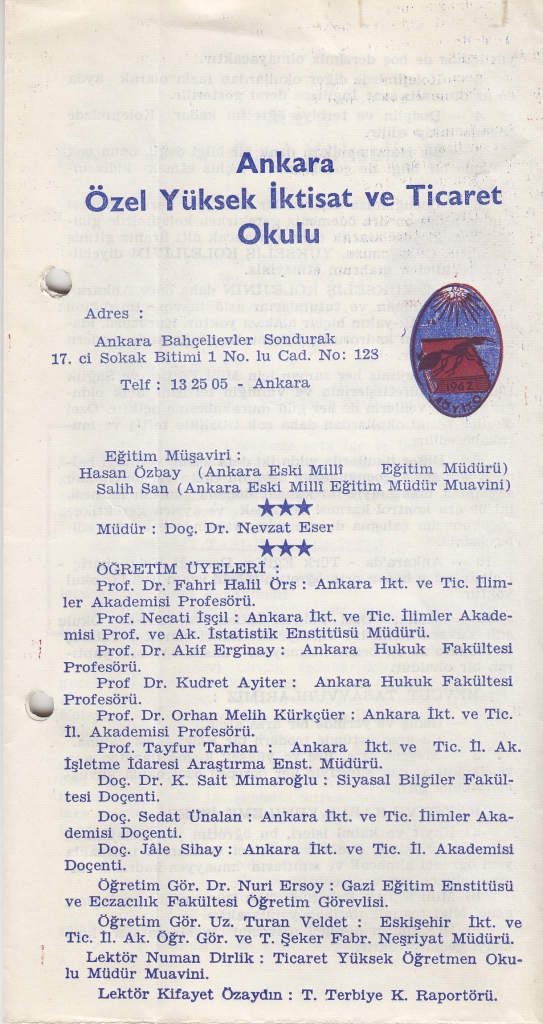 Ankara
Özel Yüksek İktisat ve Ticaret
Okulu
Adres :
Ankara Bahçelievler Sondurak
17. ci Sokak Bitimi 1 No. lu Cad. No: 128
Telf : 13 25 05 - Ankara
1962
AÖYİTO
Eğitim Müşaviri :
Hasan Özbay (Ankara Eski Millî Eğitim Müdürü)
Salih San (Ankara Eski Millî Eğitim Müdür Muavini)
★★★
Müdür : Doç. Dr. Nevzat Eser
★★★
ÖĞRETİM ÜYELERİ :
Prof. Dr. Fahri Halil Örs : Ankara İkt. ve Tic. İlim-
ler Akademisi Profesörü.
Prof. Necati İşçil : Ankara İkt. ve Tic. İlimler Akade-
misi Prof. ve Ak. İstatistik Enstitüsü Müdürü.
Prof. Dr. Akif Erginay : Ankara Hukuk Fakültesi
Profesörü.
Prof Dr. Kudret Ayiter : Ankara Hukuk Fakültesi
Profesörü.
Prof. Dr. Orhan Melih Kürkçüer : Ankara İkt. ve Tic.
İl. Akademisi Profesörü.
Prof. Tayfur Tarhan : Ankara İkt. ve Tic. İl. Ak.
İşletme İdaresi Araştırma Enst. Müdürü.
Doç. Dr. K. Sait Mimaroğlu : Siyasal Bilgiler Fakül-
tesi Doçenti.
Doç. Sedat Ünalan : Ankara İkt. ve Tic. İlimler Aka-
demisi Doçenti.
Doç. Jâle Sihay : Ankara İkt. ve Tic. İl. Akademisi
Doçenti.
Öğretim Gör. Dr. Nuri Ersoy : Gazi Eğitim Enstitüsü
ve Eczacılık Fakültesi Öğretim Görevlisi.
Öğretim Gör. Uz. Turan Veldet : Eskişehir İkt. ve
Tic. İl. Ak. Öğr. Gör. ve T. Şeker Fabr. Neşriyat Müdürü.
Lektör Numan Dirlik : Ticaret Yüksek Öğretmen Oku-
lu Müdür Muavini.
Lektör Kifayet Özaydın : T. Terbiye K. Raportörü.